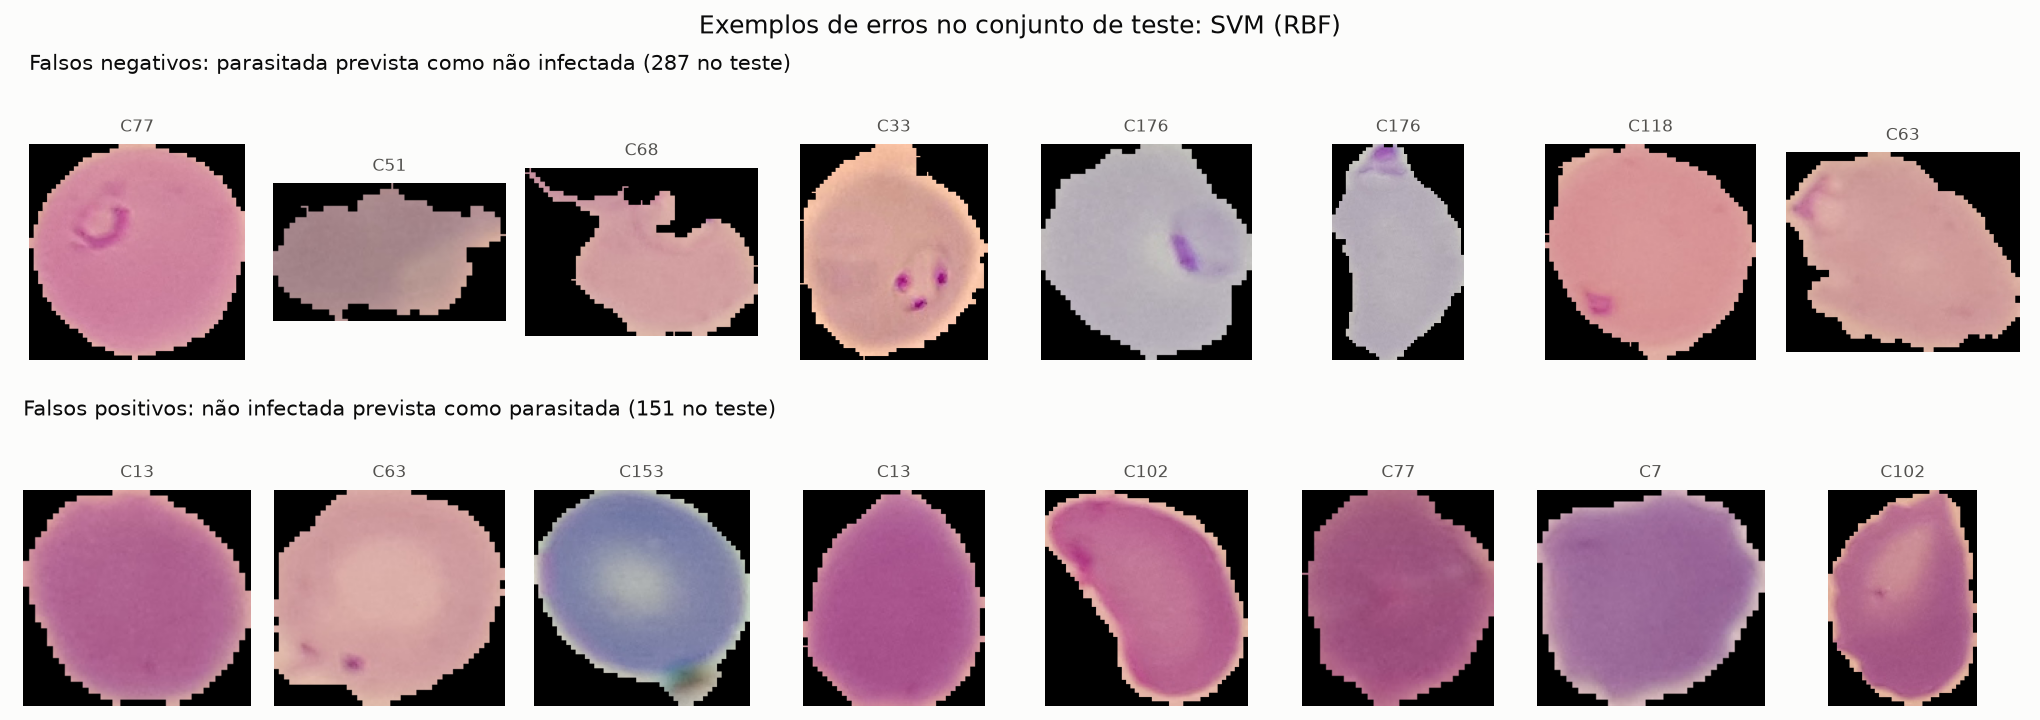 Exemplos de erros no conjunto de teste: SVM (RBF)
Falsos negativos: parasitada prevista como não infectada (287 no teste)
C77 C51 C68 C33 C176 C176 C118 C63
Falsos positivos: não infectada prevista como parasitada (151 no teste)
C13 C63 C153 C13 C102 C77 C7 C102